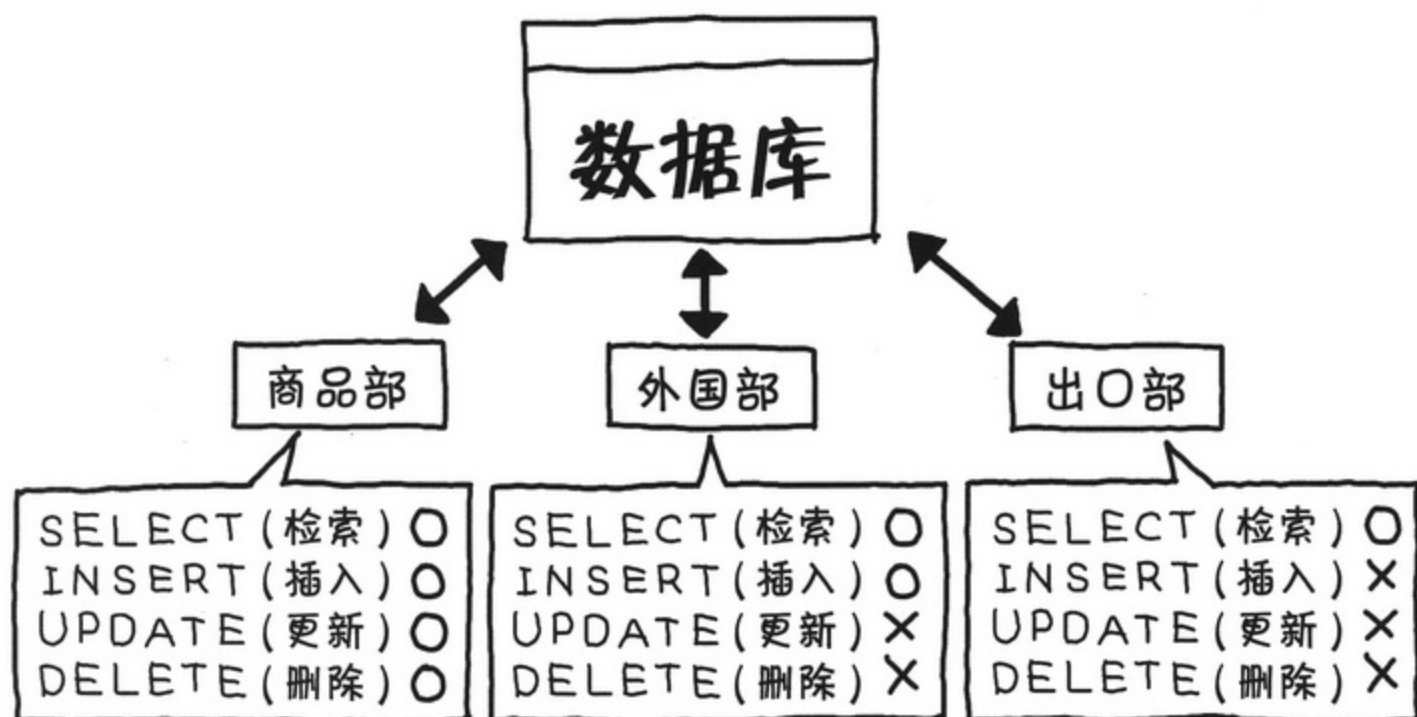 数据库
商品部
外国部
出口部
SELECT(检索)○
INSERT(插入)○
UPDATE(更新)○
DELETE(删除)○
SELECT(检索)○
INSERT(插入)○
UPDATE(更新)×
DELETE(删除)×
SELECT(检索)○
INSERT(插入)×
UPDATE(更新)×
DELETE(删除)×